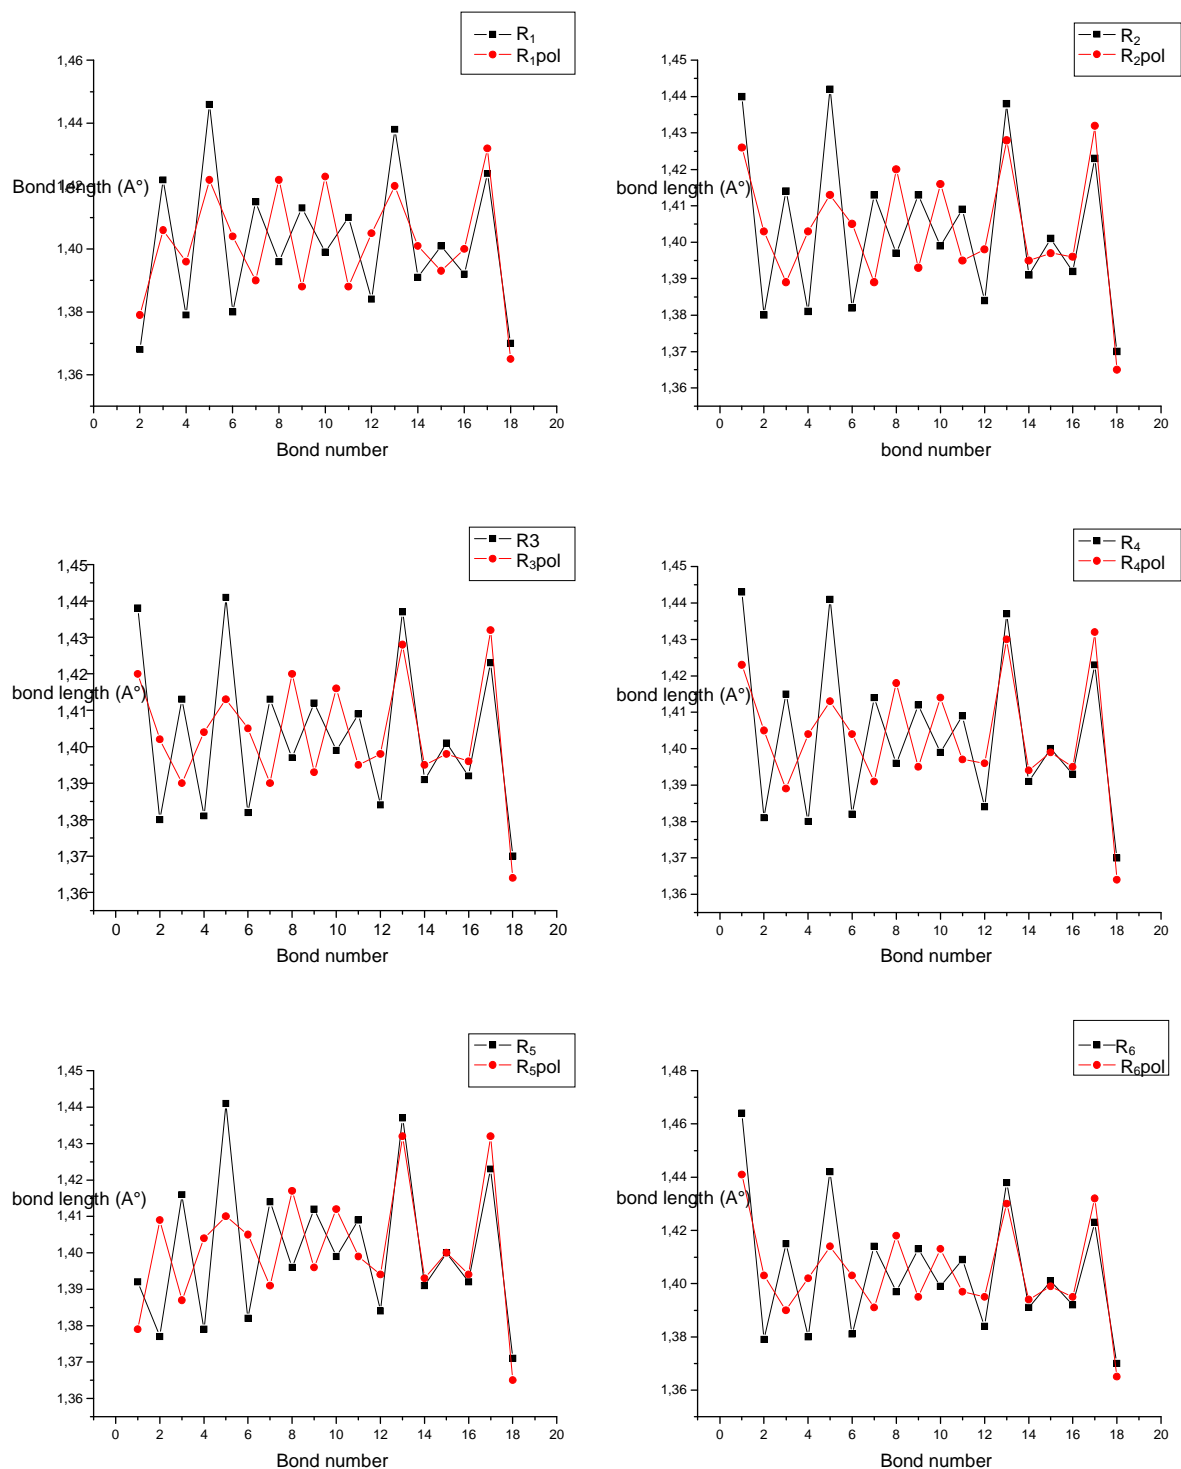 R1
R1pol
1,46
1,44
1,42
1,40
1,38
1,36
Bond length (A°)
0 2 4 6 8 10 12 14 16 18 20
Bond number
R2
R2pol
1,45
1,44
1,43
1,42
1,41
1,40
1,39
1,38
1,37
1,36
bond length (A°)
0 2 4 6 8 10 12 14 16 18 20
bond number
R3
R3pol
1,45
1,44
1,43
1,42
1,41
1,40
1,39
1,38
1,37
1,36
bond length (A°)
0 2 4 6 8 10 12 14 16 18 20
Bond number
R4
R4pol
1,45
1,44
1,43
1,42
1,41
1,40
1,39
1,38
1,37
1,36
bond length (A°)
0 2 4 6 8 10 12 14 16 18 20
Bond number
R5
R5pol
1,45
1,44
1,43
1,42
1,41
1,40
1,39
1,38
1,37
1,36
bond length (A°)
0 2 4 6 8 10 12 14 16 18 20
Bond number
R6
R6pol
1,48
1,46
1,44
1,42
1,40
1,38
1,36
bond length (A°)
0 2 4 6 8 10 12 14 16 18 20
Bond number